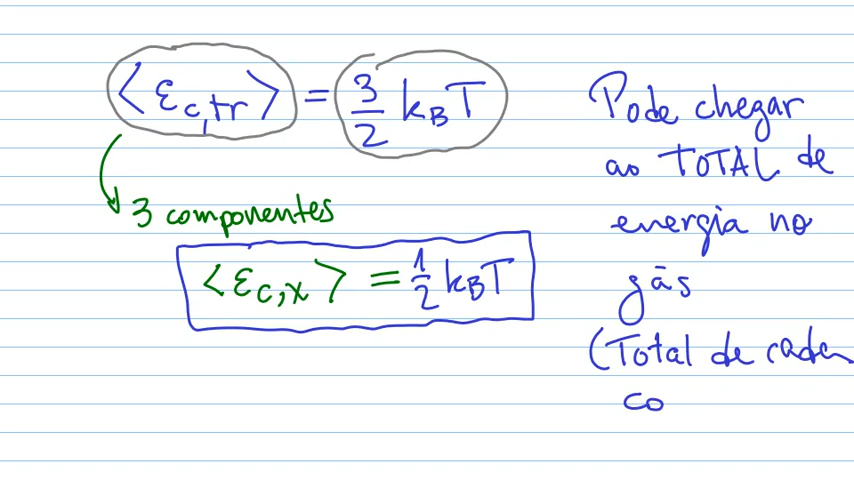 <ε_c,tr> = 3/2 k_B T
3 componentes
<ε_c,x> = 1/2 k_B T
Pode chegar
ao TOTAL de
energia no
gás
(Total de cada
co